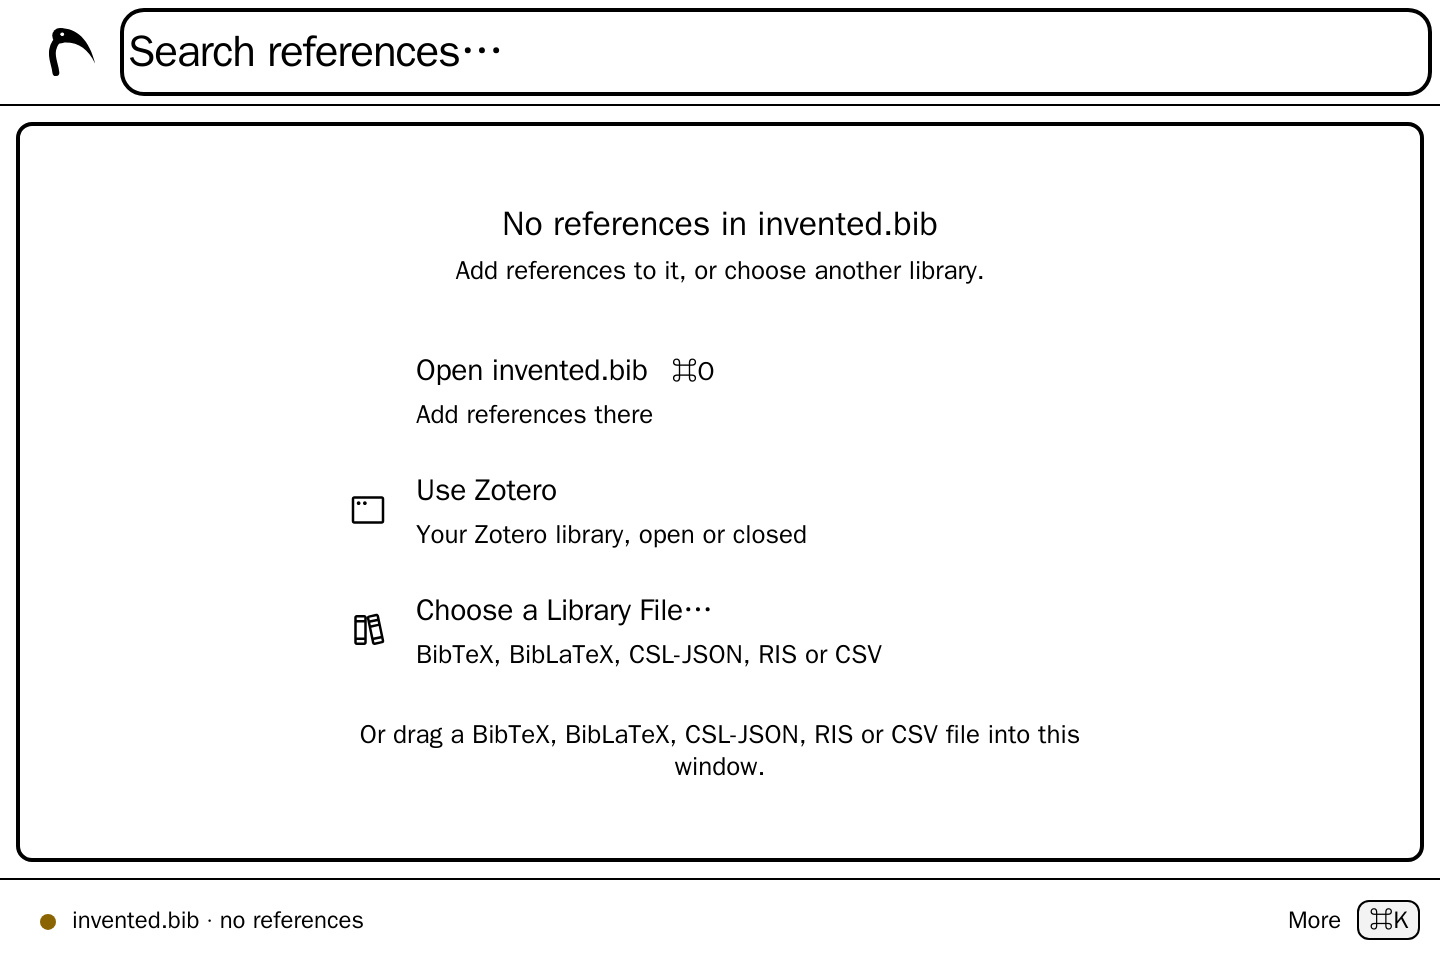 Search references…
No references in invented.bib
Add references to it, or choose another library.
Open invented.bib ⌘O
Add references there
Use Zotero
Your Zotero library, open or closed
Choose a Library File…
BibTeX, BibLaTeX, CSL-JSON, RIS or CSV
Or drag a BibTeX, BibLaTeX, CSL-JSON, RIS or CSV file into this
window.
invented.bib · no references
More ⌘K